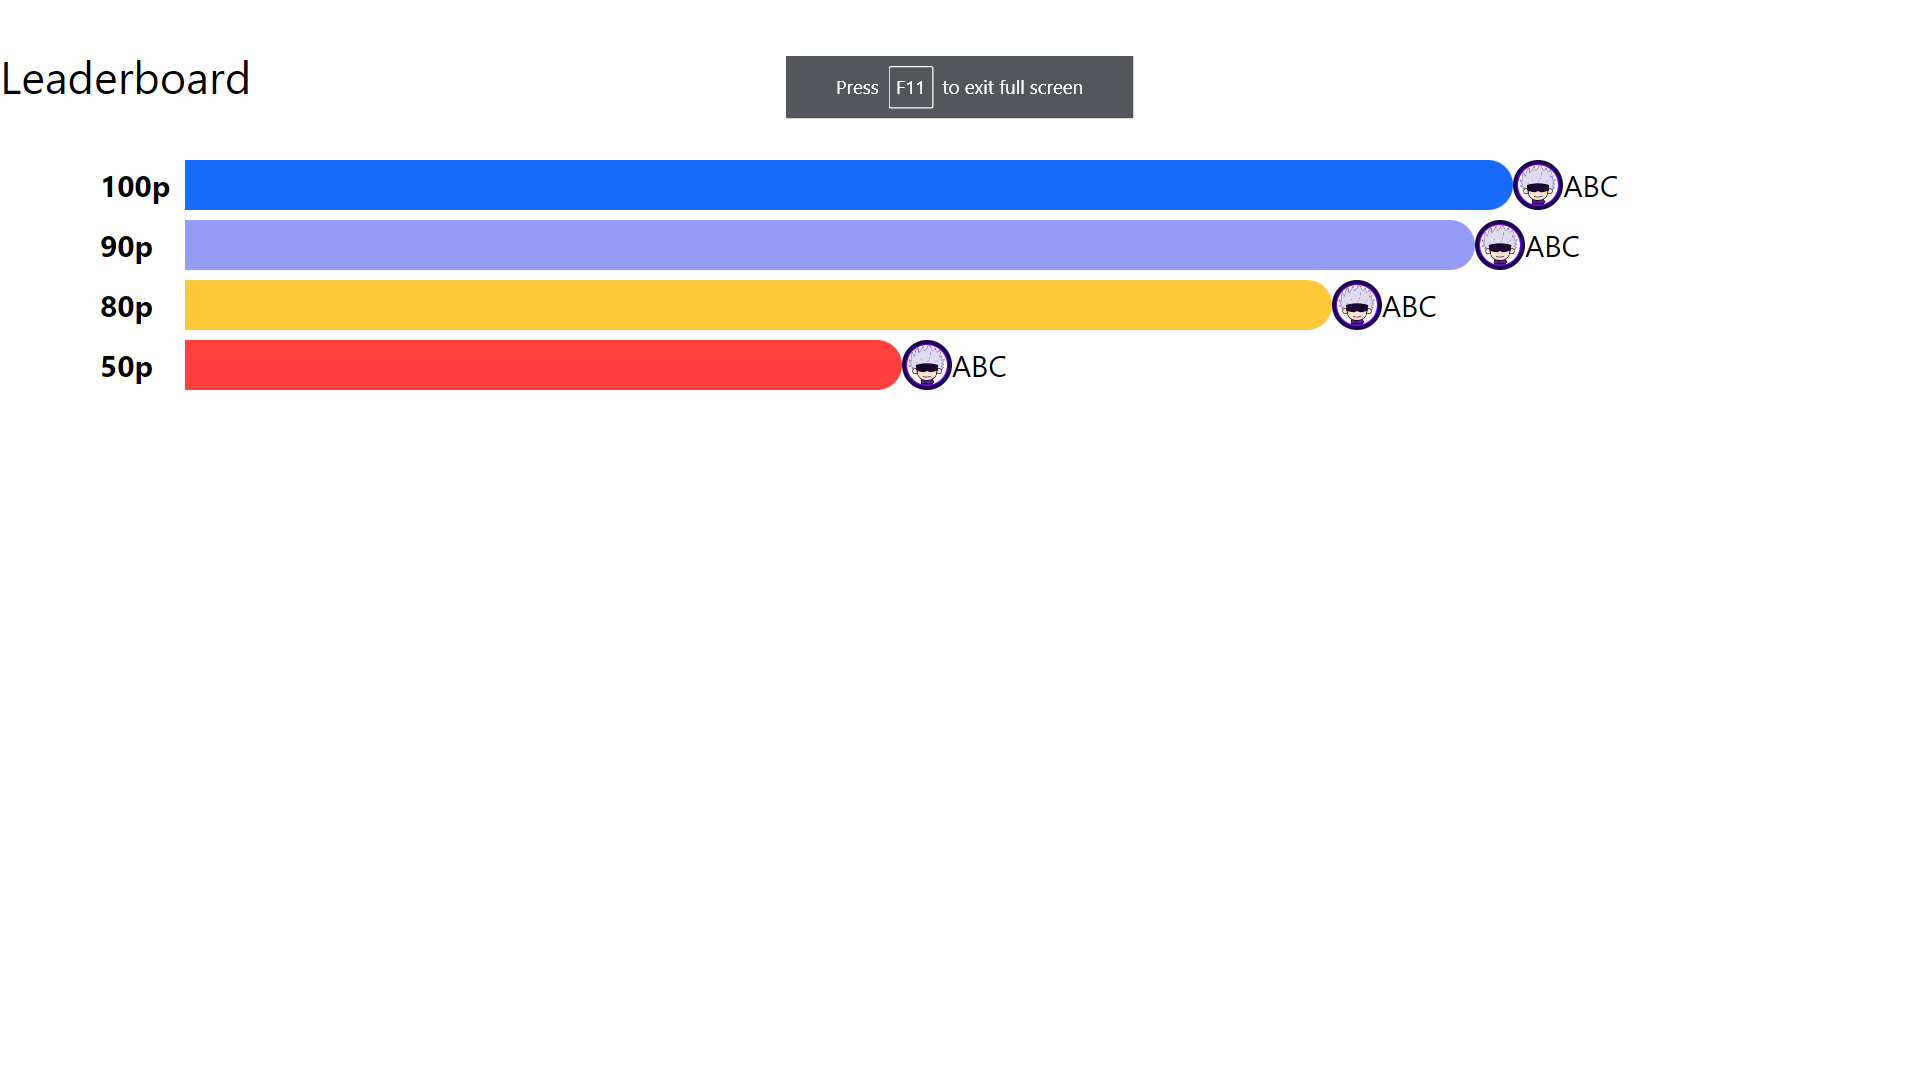 Leaderboard
Press F11 to exit full screen
100p ABC
90p ABC
80p ABC
50p ABC